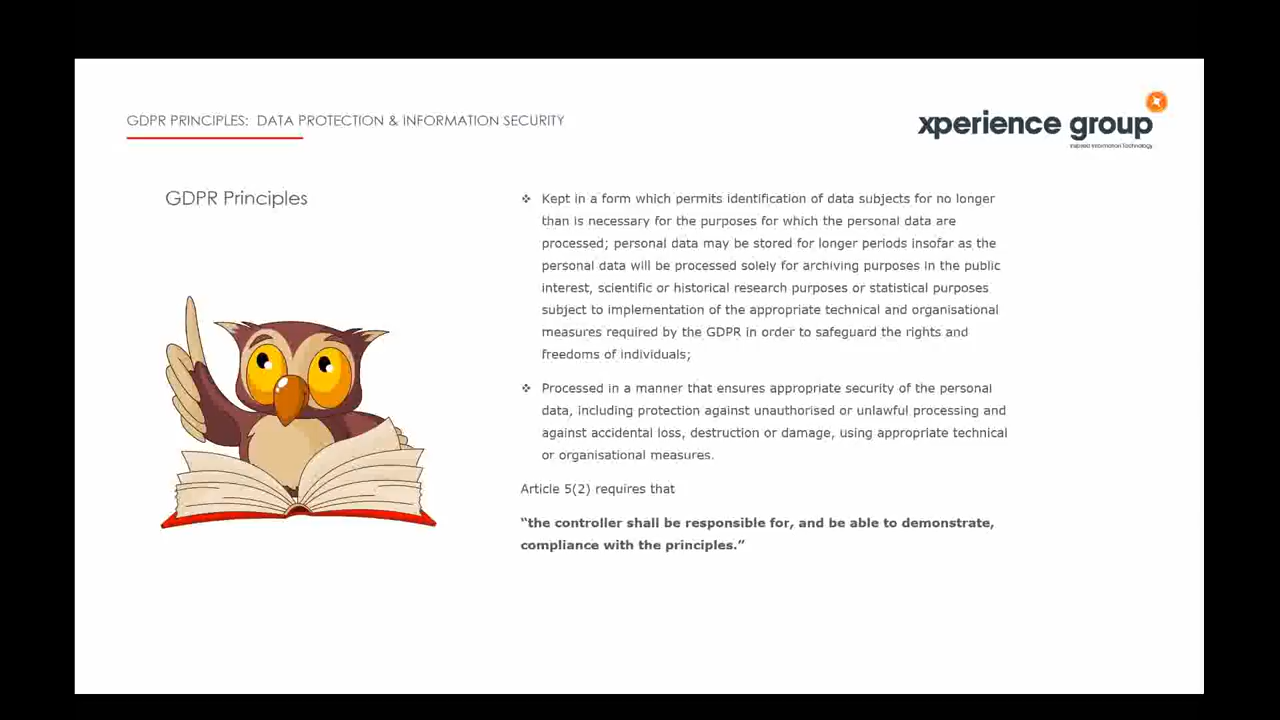 GDPR PRINCIPLES: DATA PROTECTION & INFORMATION SECURITY
xperience group
Inspired Information Technology
GDPR Principles
❖ Kept in a form which permits identification of data subjects for no longer
than is necessary for the purposes for which the personal data are
processed; personal data may be stored for longer periods insofar as the
personal data will be processed solely for archiving purposes in the public
interest, scientific or historical research purposes or statistical purposes
subject to implementation of the appropriate technical and organisational
measures required by the GDPR in order to safeguard the rights and
freedoms of individuals;
❖ Processed in a manner that ensures appropriate security of the personal
data, including protection against unauthorised or unlawful processing and
against accidental loss, destruction or damage, using appropriate technical
or organisational measures.
Article 5(2) requires that
“the controller shall be responsible for, and be able to demonstrate,
compliance with the principles.”